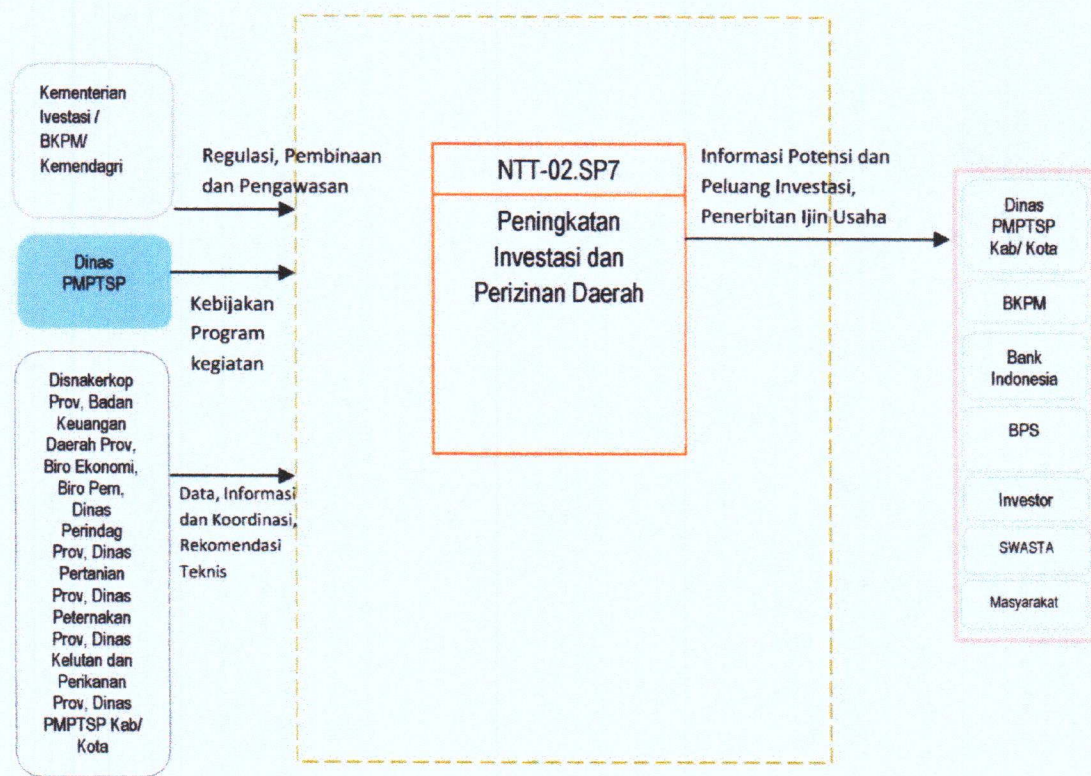 Kementerian
Ivestasi /
BKPM/
Kemendagri
Regulasi, Pembinaan
dan Pengawasan
Dinas
PMPTSP
Kebijakan
Program
kegiatan
Disnakerkop
Prov, Badan
Keuangan
Daerah Prov,
Biro Ekonomi,
Biro Pem,
Dinas
Perindag
Prov, Dinas
Pertanian
Prov, Dinas
Peternakan
Prov, Dinas
Kelutan dan
Perikanan
Prov, Dinas
PMPTSP Kab/
Kota
Data, Informasi
dan Koordinasi,
Rekomendasi
Teknis
NTT-02.SP7
Peningkatan
Investasi dan
Perizinan Daerah
Informasi Potensi dan
Peluang Investasi,
Penerbitan Ijin Usaha
Dinas
PMPTSP
Kab/ Kota
BKPM
Bank
Indonesia
BPS
Investor
SWASTA
Masyarakat